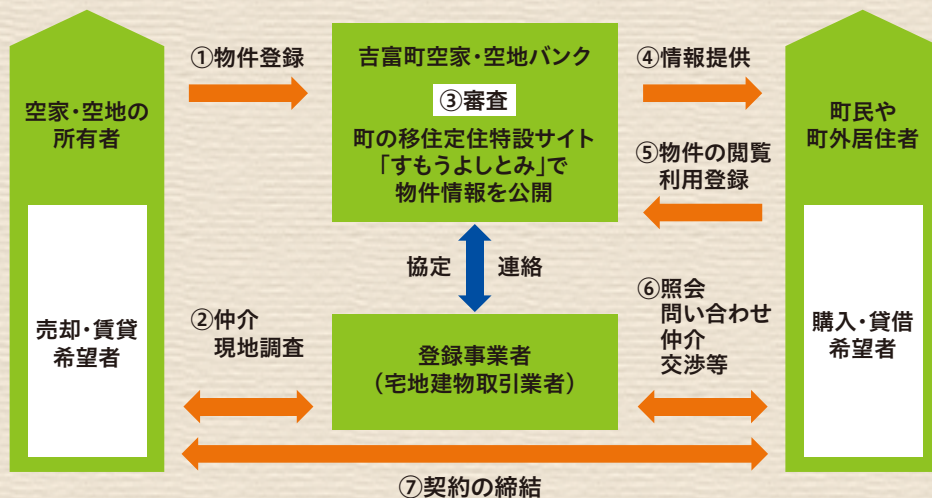 空家・空地の
所有者
売却・賃貸
希望者
①物件登録
吉富町空家・空地バンク
③審査
町の移住定住特設サイト
「すもうよしとみ」で
物件情報を公開
④情報提供
⑤物件の閲覧
利用登録
町民や
町外居住者
購入・貸借
希望者
協定
連絡
②仲介
現地調査
登録事業者
(宅地建物取引業者)
⑥照会
問い合わせ
仲介
交渉等
⑦契約の締結